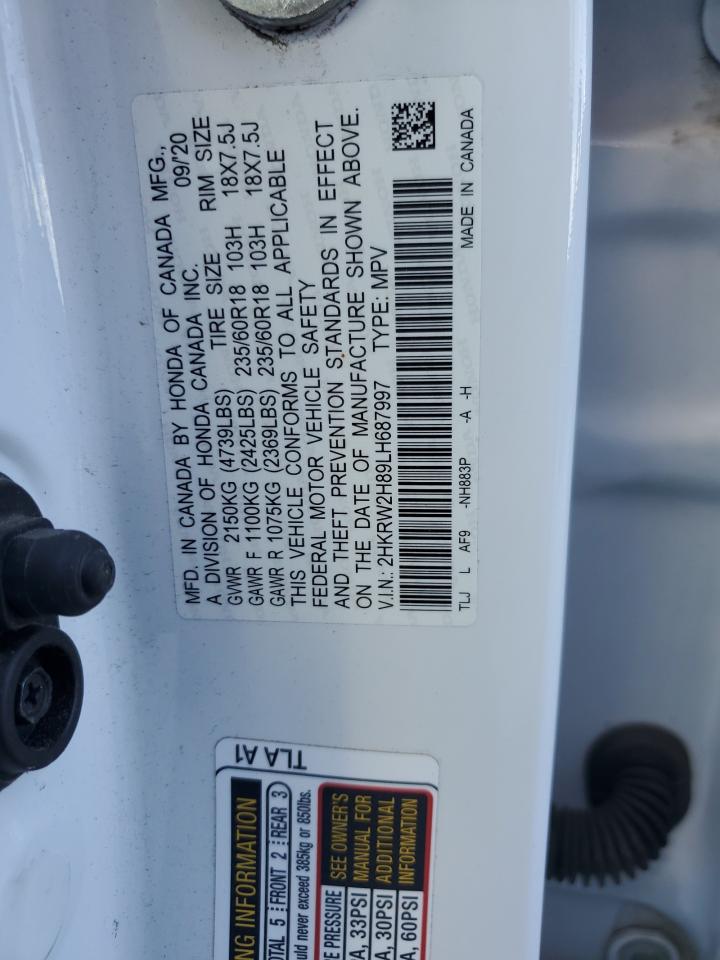 MFD. IN CANADA BY HONDA OF CANADA MFG.,
A DIVISION OF HONDA CANADA INC. 09/'20
GVWR 2150KG (4739LBS) TIRE SIZE RIM SIZE
GAWR F 1100KG (2425LBS) 235/60R18 103H 18X7.5J
GAWR R 1075KG (2369LBS) 235/60R18 103H 18X7.5J
THIS VEHICLE CONFORMS TO ALL APPLICABLE
FEDERAL MOTOR VEHICLE SAFETY
AND THEFT PREVENTION STANDARDS IN EFFECT
ON THE DATE OF MANUFACTURE SHOWN ABOVE.
V.I.N.: 2HKRW2H89LH687997 TYPE: MPV
TLJ L AF9 -NH883P -A -H MADE IN CANADA
TLA A1
INFORMATION
5 FRONT 2 REAR 3
never exceed 385kg or 850lbs.
PRESSURE SEE OWNER'S
33PSI MANUAL FOR
30PSI ADDITIONAL
60PSI INFORMATION